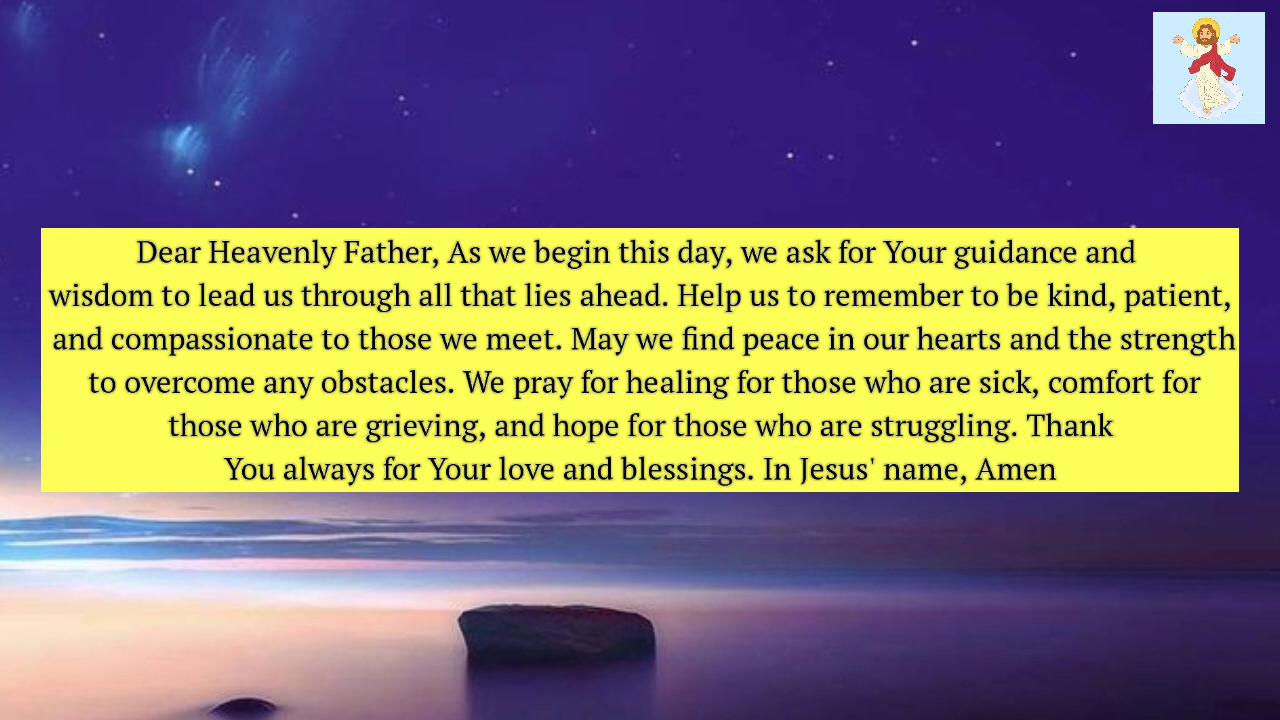 Dear Heavenly Father, As we begin this day, we ask for Your guidance and
wisdom to lead us through all that lies ahead. Help us to remember to be kind, patient,
and compassionate to those we meet. May we find peace in our hearts and the strength
to overcome any obstacles. We pray for healing for those who are sick, comfort for
those who are grieving, and hope for those who are struggling. Thank
You always for Your love and blessings. In Jesus' name, Amen